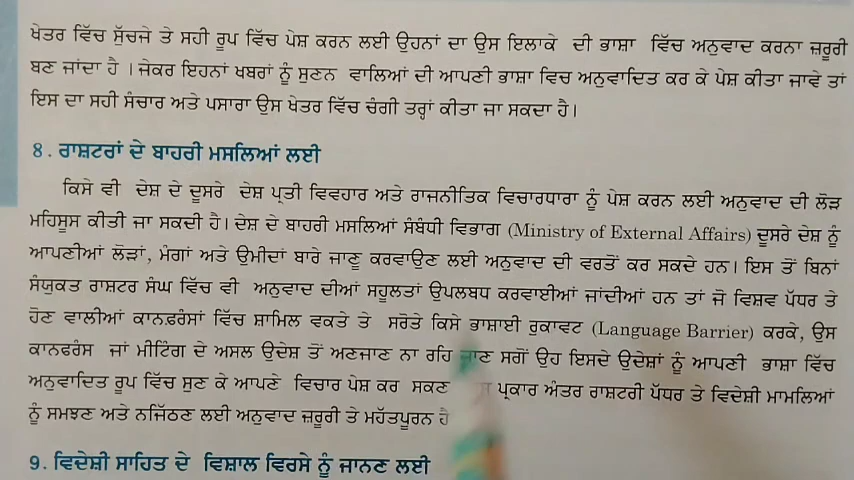 ਖੇਤਰ ਵਿੱਚ ਸੁੱਚਜੇ ਤੇ ਸਹੀ ਰੂਪ ਵਿੱਚ ਪੇਸ਼ ਕਰਨ ਲਈ ਉਹਨਾਂ ਦਾ ਉਸ ਇਲਾਕੇ ਦੀ ਭਾਸ਼ਾ ਵਿੱਚ ਅਨੁਵਾਦ ਕਰਨਾ ਜ਼ਰੂਰੀ
ਬਣ ਜਾਂਦਾ ਹੈ । ਜੇਕਰ ਇਹਨਾਂ ਖਬਰਾਂ ਨੂੰ ਸੁਣਨ ਵਾਲਿਆਂ ਦੀ ਆਪਣੀ ਭਾਸ਼ਾ ਵਿਚ ਅਨੁਵਾਦਿਤ ਕਰ ਕੇ ਪੇਸ਼ ਕੀਤਾ ਜਾਵੇ ਤਾਂ
ਇਸ ਦਾ ਸਹੀ ਸੰਚਾਰ ਅਤੇ ਪਸਾਰਾ ਉਸ ਖੇਤਰ ਵਿੱਚ ਚੰਗੀ ਤਰ੍ਹਾਂ ਕੀਤਾ ਜਾ ਸਕਦਾ ਹੈ।
8. ਰਾਸ਼ਟਰਾਂ ਦੇ ਬਾਹਰੀ ਮਸਲਿਆਂ ਲਈ
ਕਿਸੇ ਵੀ ਦੇਸ਼ ਦੇ ਦੂਸਰੇ ਦੇਸ਼ ਪ੍ਰਤੀ ਵਿਵਹਾਰ ਅਤੇ ਰਾਜਨੀਤਿਕ ਵਿਚਾਰਧਾਰਾ ਨੂੰ ਪੇਸ਼ ਕਰਨ ਲਈ ਅਨੁਵਾਦ ਦੀ ਲੋੜ
ਮਹਿਸੂਸ ਕੀਤੀ ਜਾ ਸਕਦੀ ਹੈ। ਦੇਸ਼ ਦੇ ਬਾਹਰੀ ਮਸਲਿਆਂ ਸੰਬੰਧੀ ਵਿਭਾਗ (Ministry of External Affairs) ਦੂਸਰੇ ਦੇਸ਼ ਨੂੰ
ਆਪਣੀਆਂ ਲੋੜਾਂ, ਮੰਗਾਂ ਅਤੇ ਉਮੀਦਾਂ ਬਾਰੇ ਜਾਣੂ ਕਰਵਾਉਣ ਲਈ ਅਨੁਵਾਦ ਦੀ ਵਰਤੋਂ ਕਰ ਸਕਦੇ ਹਨ। ਇਸ ਤੋਂ ਬਿਨਾਂ
ਸੰਯੁਕਤ ਰਾਸ਼ਟਰ ਸੰਘ ਵਿੱਚ ਵੀ ਅਨੁਵਾਦ ਦੀਆਂ ਸਹੂਲਤਾਂ ਉਪਲਬਧ ਕਰਵਾਈਆਂ ਜਾਂਦੀਆਂ ਹਨ ਤਾਂ ਜੋ ਵਿਸ਼ਵ ਪੱਧਰ ਤੇ
ਹੋਣ ਵਾਲੀਆਂ ਕਾਨਫ਼ਰੰਸਾਂ ਵਿੱਚ ਸ਼ਾਮਿਲ ਵਕਤੇ ਤੇ ਸਰੋਤੇ ਕਿਸੇ ਭਾਸ਼ਾਈ ਰੁਕਾਵਟ (Language Barrier) ਕਰਕੇ, ਉਸ
ਕਾਨਫਰੰਸ ਜਾਂ ਮੀਟਿੰਗ ਦੇ ਅਸਲ ਉਦੇਸ਼ ਤੋਂ ਅਣਜਾਣ ਨਾ ਰਹਿ ਜਾਣ ਸਗੋਂ ਉਹ ਇਸਦੇ ਉਦੇਸ਼ਾਂ ਨੂੰ ਆਪਣੀ ਭਾਸ਼ਾ ਵਿੱਚ
ਅਨੁਵਾਦਿਤ ਰੂਪ ਵਿੱਚ ਸੁਣ ਕੇ ਆਪਣੇ ਵਿਚਾਰ ਪੇਸ਼ ਕਰ ਸਕਣ ਪ੍ਰਕਾਰ ਅੰਤਰ ਰਾਸ਼ਟਰੀ ਪੱਧਰ ਤੇ ਵਿਦੇਸ਼ੀ ਮਾਮਲਿਆਂ
ਨੂੰ ਸਮਝਣ ਅਤੇ ਨਜਿੱਠਣ ਲਈ ਅਨੁਵਾਦ ਜ਼ਰੂਰੀ ਤੇ ਮਹੱਤਪੂਰਨ ਹੈ
9. ਵਿਦੇਸ਼ੀ ਸਾਹਿਤ ਦੇ ਵਿਸ਼ਾਲ ਵਿਰਸੇ ਨੂੰ ਜਾਨਣ ਲਈ